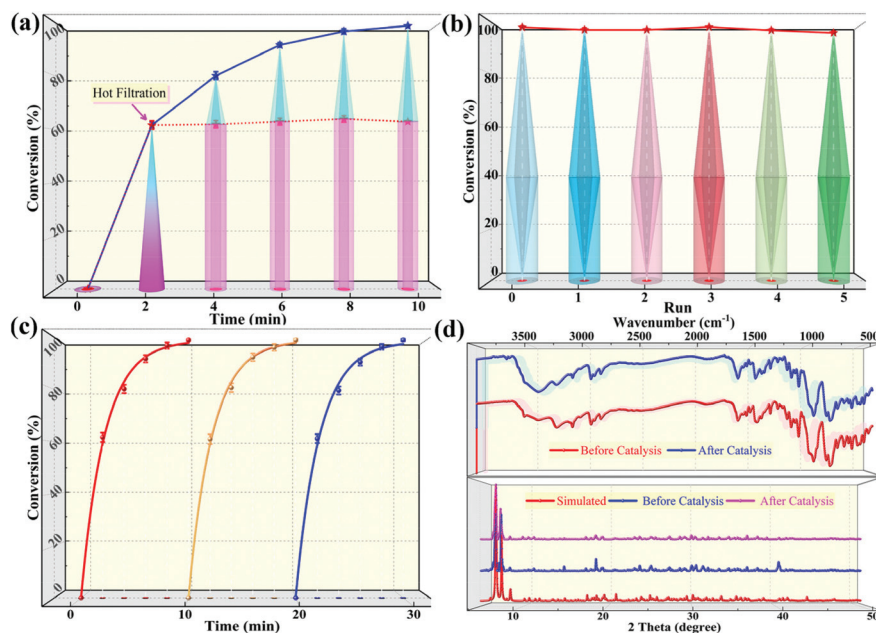 (a)
100
80
60
40
20
0
Conversion (%)
Hot Filtration
0 2 4 6 8 10
Time (min)
(b)
100
80
60
40
20
0
Conversion (%)
0 1 2 3 4 5
Run
(c)
100
80
60
40
20
0
Conversion (%)
0 10 20 30
Time (min)
(d)
Wavenumber (cm-1)
3500 3000 2500 2000 1500 1000 500
Before Catalysis After Catalysis
Simulated Before Catalysis After Catalysis
10 20 30 40 50
2 Theta (degree)